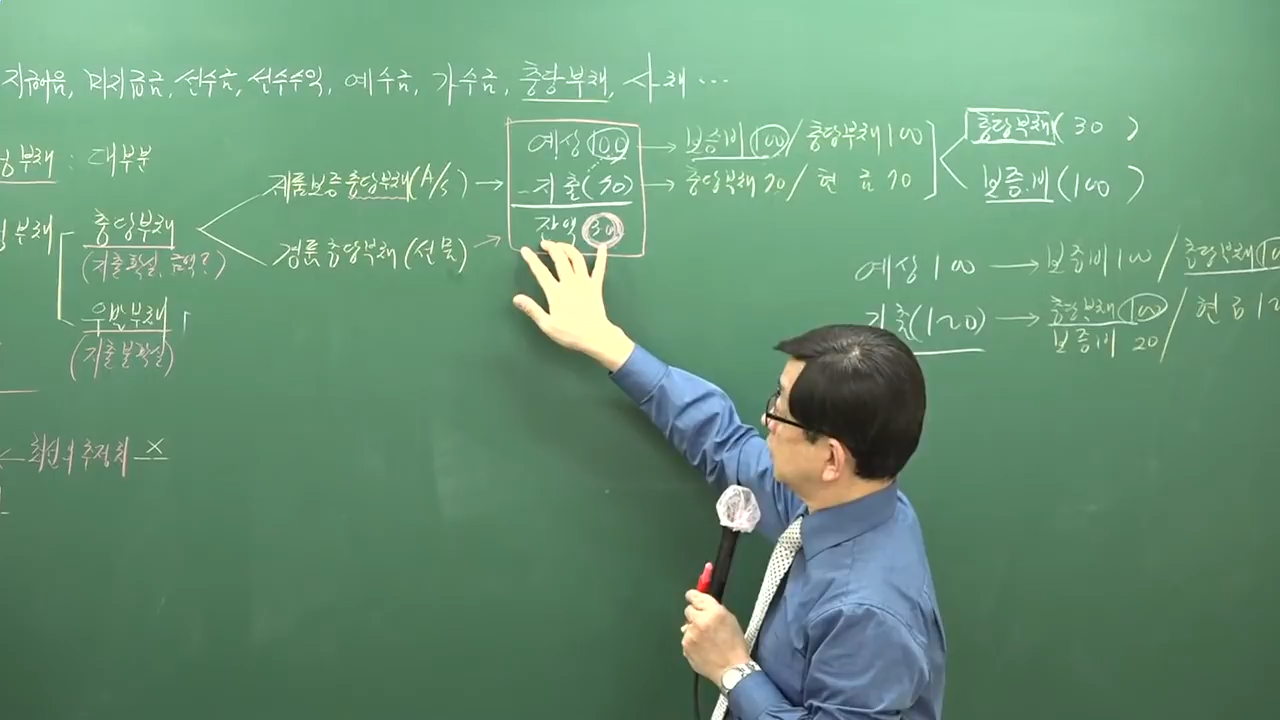 지급어음, 미지급금, 선수금, 선수수익, 예수금, 가수금, 충당부채, 사채 …
부채 : 대부분
부채
충당부채
(지출확실, 금액?)
우발부채
(지출불확실)
최선의 추정치 X
제품보증충당부채(A/S) →
경품충당부채(선물) →
예상 100 → 보증비 100 / 충당부채 100
- 지출(70) → 충당부채 70 / 현금 70
잔액 30
충당부채(30)
보증비(100)
예상 100 → 보증비 100 / 충당부채 10
지출(120) → 충당부채 100 / 현금 12
보증비 20